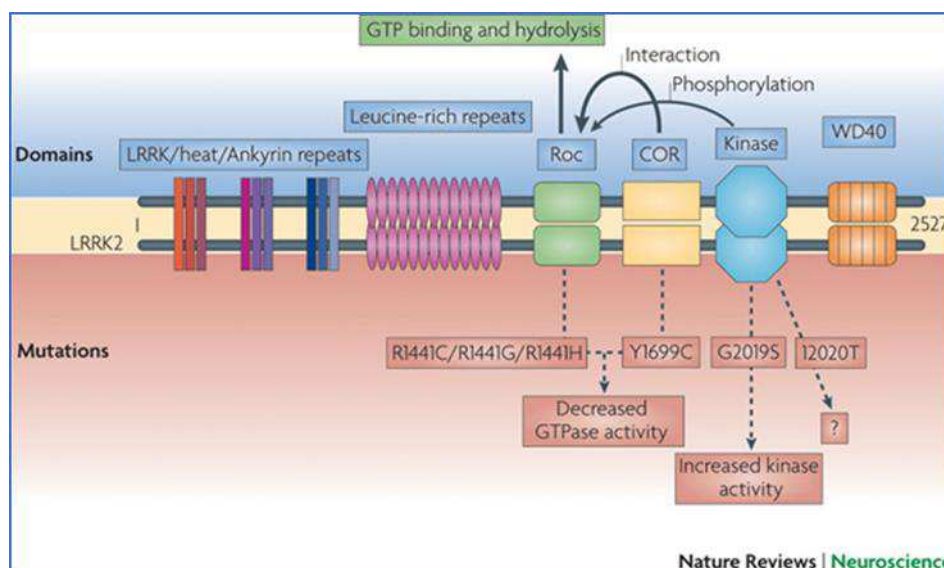 GTP binding and hydrolysis
Interaction
Phosphorylation
Leucine-rich repeats
WD40
Domains
LRRK/heat/Ankyrin repeats
Roc
COR
Kinase
1
2527
LRRK2
Mutations
R1441C/R1441G/R1441H
Y1699C
G2019S
I2020T
Decreased
GTPase activity
?
Increased kinase
activity
Nature Reviews | Neuroscience